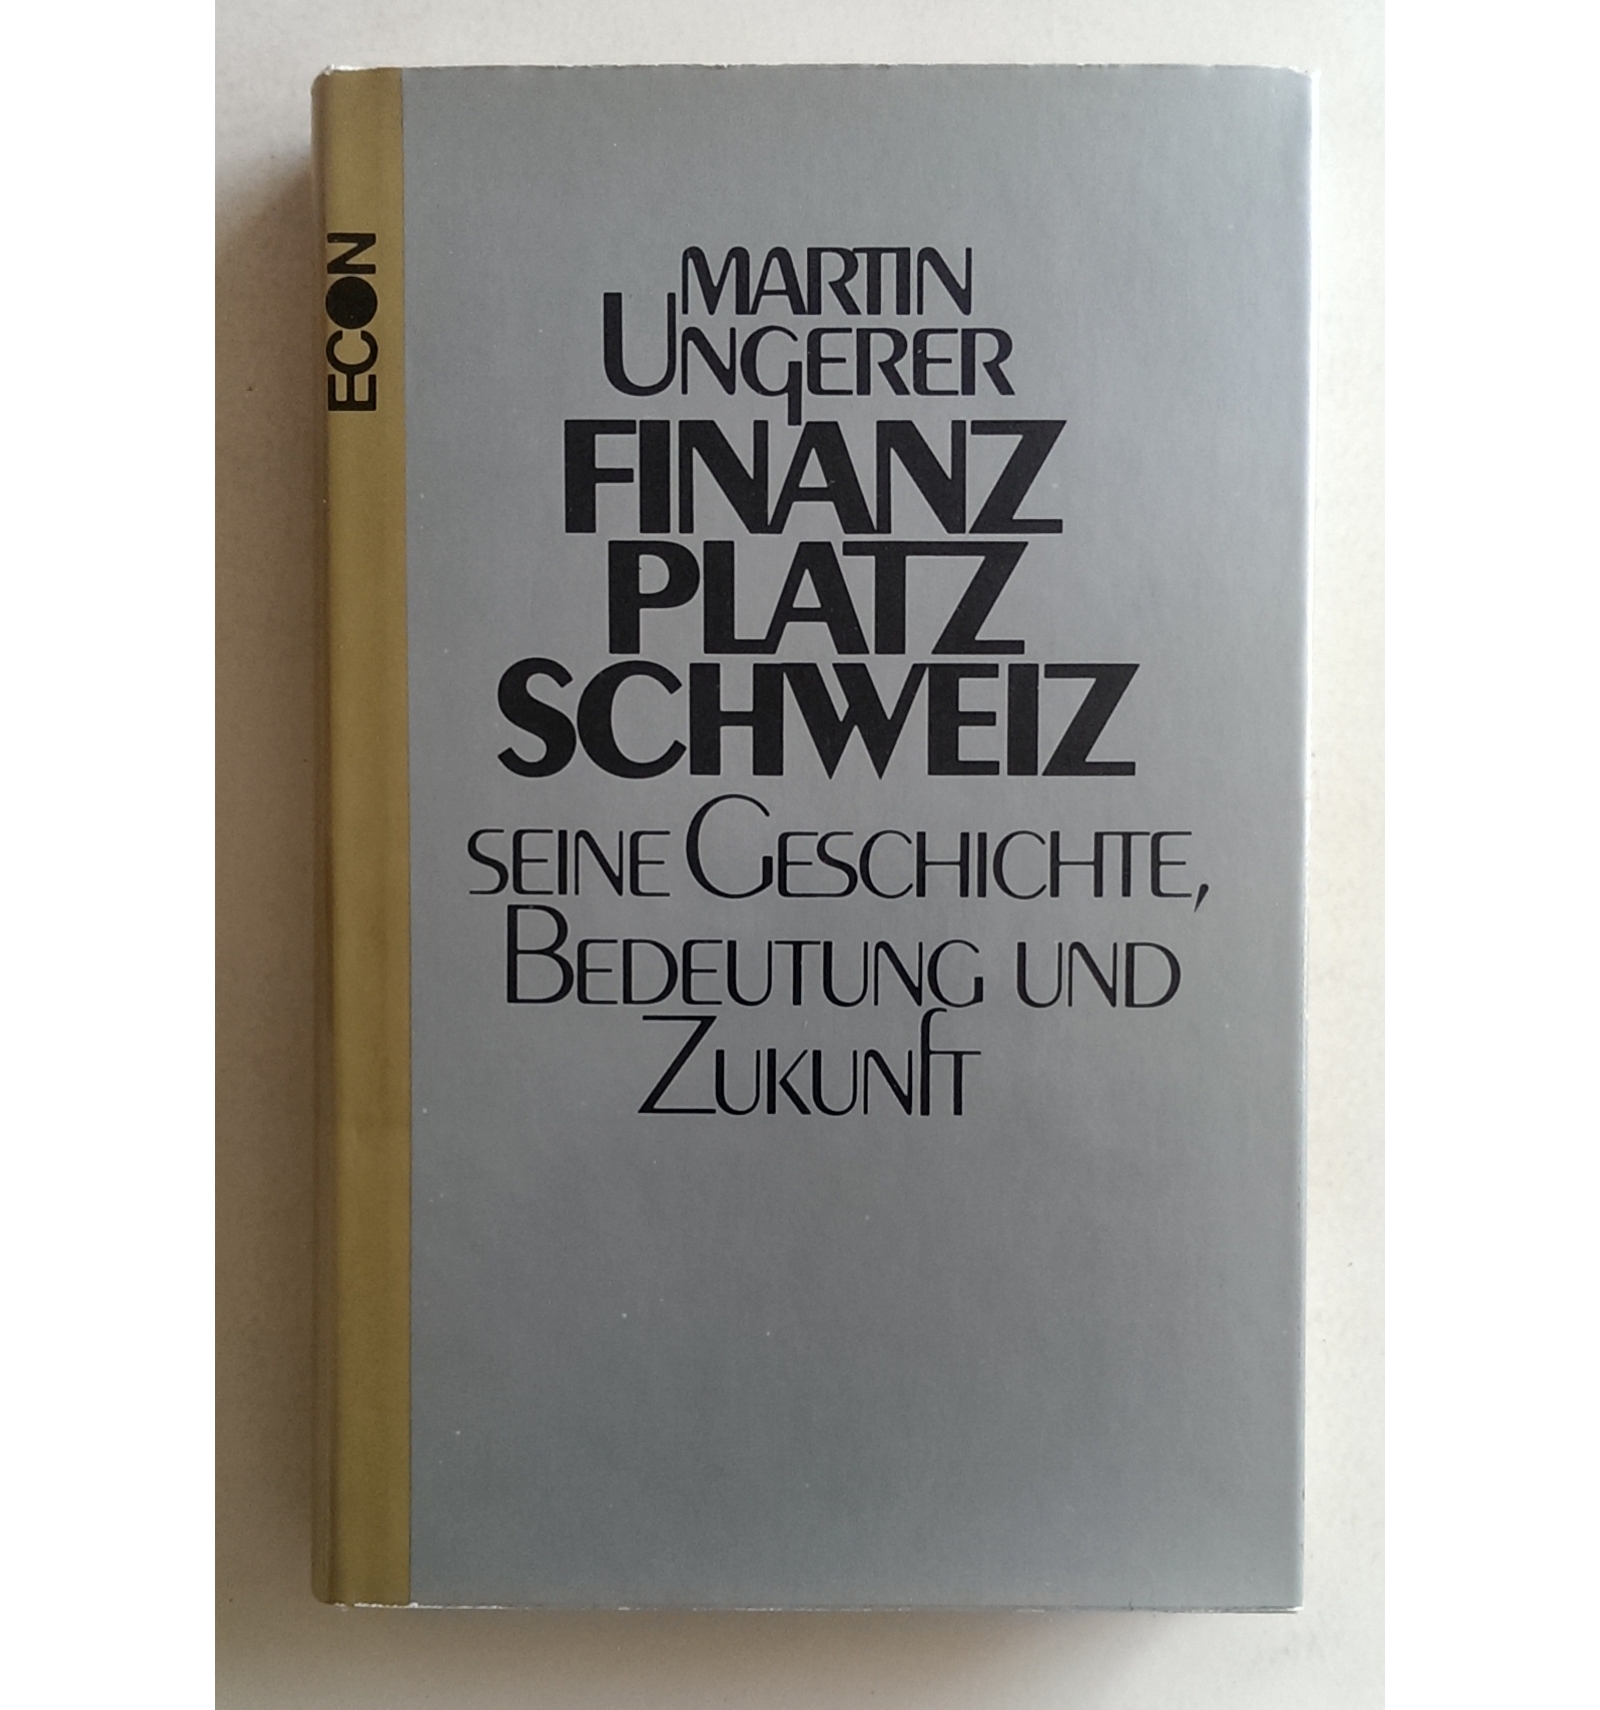 ECON
MARTIN
UNGERER
FINANZ
PLATZ
SCHWEIZ
SEINE GESCHICHTE,
BEDEUTUNG UND
ZUKUNFT